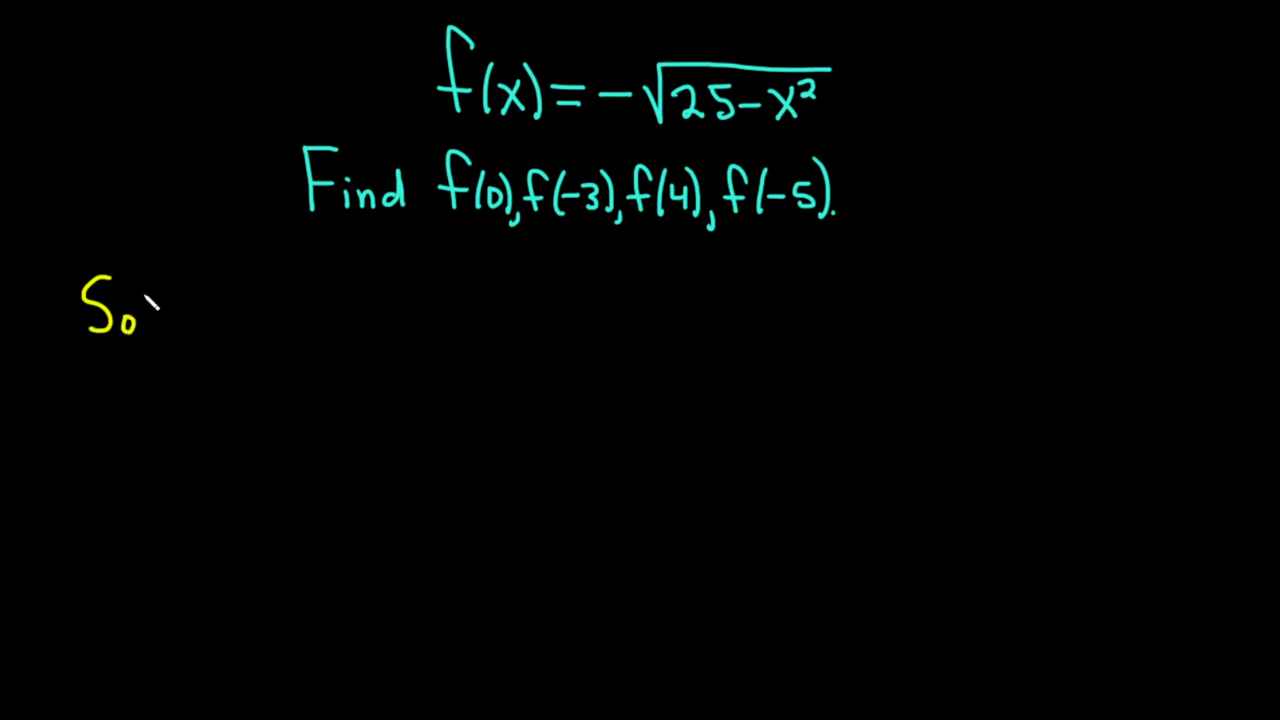 f(x) = -√25-x²
Find f(0), f(-3), f(4), f(-5).
So